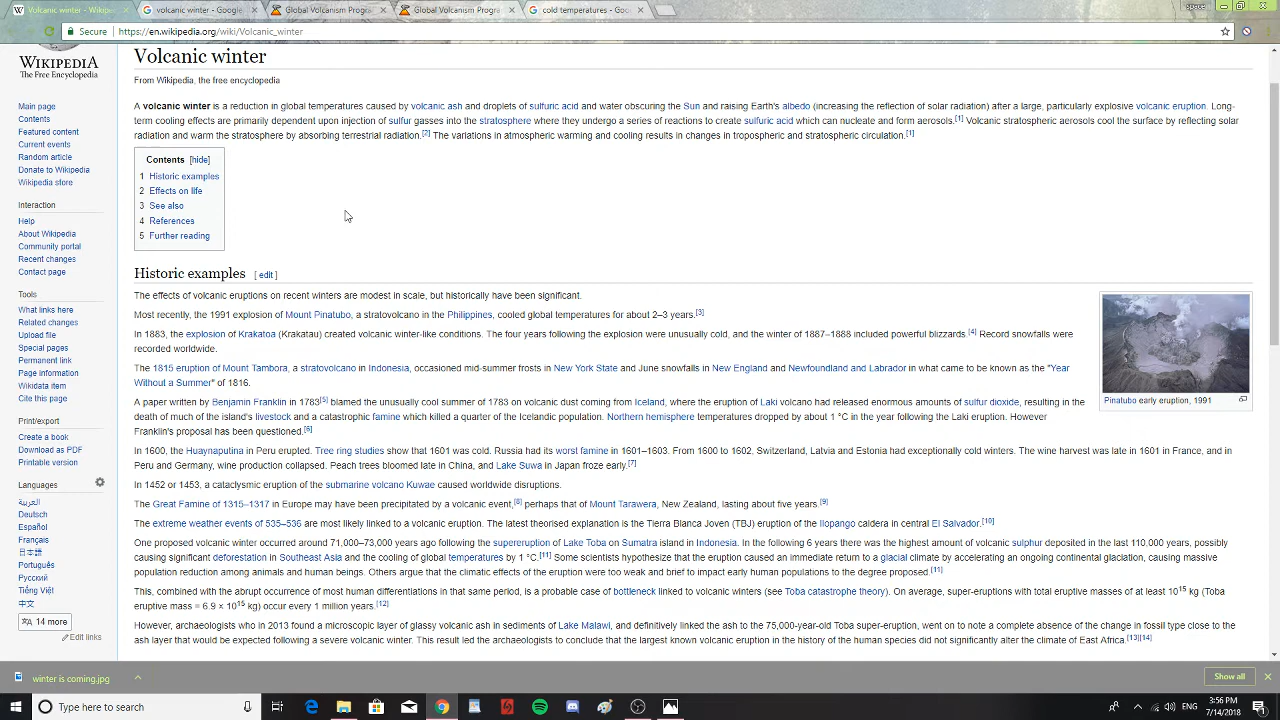 Volcanic winter - Wikipe
volcanic winter - Google
Global Volcanism Progra
Global Volcanism Progra
cold temperatures - Goo
Secure https://en.wikipedia.org/wiki/Volcanic_winter
WIKIPEDIA
The Free Encyclopedia
Main page
Contents
Featured content
Current events
Random article
Donate to Wikipedia
Wikipedia store
Interaction
Help
About Wikipedia
Community portal
Recent changes
Contact page
Tools
What links here
Related changes
Upload file
Special pages
Permanent link
Page information
Wikidata item
Cite this page
Print/export
Create a book
Download as PDF
Printable version
Languages
العربية
Deutsch
Español
Français
日本語
Português
Русский
Tiếng Việt
中文
14 more
Edit links
Volcanic winter
From Wikipedia, the free encyclopedia
A volcanic winter is a reduction in global temperatures caused by volcanic ash and droplets of sulfuric acid and water obscuring the Sun and raising Earth's albedo (increasing the reflection of solar radiation) after a large, particularly explosive volcanic eruption. Long-
term cooling effects are primarily dependent upon injection of sulfur gasses into the stratosphere where they undergo a series of reactions to create sulfuric acid which can nucleate and form aerosols.[1] Volcanic stratospheric aerosols cool the surface by reflecting solar
radiation and warm the stratosphere by absorbing terrestrial radiation.[2] The variations in atmospheric warming and cooling results in changes in tropospheric and stratospheric circulation.[1]
Contents [hide]
1 Historic examples
2 Effects on life
3 See also
4 References
5 Further reading
Historic examples [ edit ]
The effects of volcanic eruptions on recent winters are modest in scale, but historically have been significant.
Most recently, the 1991 explosion of Mount Pinatubo, a stratovolcano in the Philippines, cooled global temperatures for about 2–3 years.[3]
In 1883, the explosion of Krakatoa (Krakatau) created volcanic winter-like conditions. The four years following the explosion were unusually cold, and the winter of 1887–1888 included powerful blizzards.[4] Record snowfalls were
recorded worldwide.
The 1815 eruption of Mount Tambora, a stratovolcano in Indonesia, occasioned mid-summer frosts in New York State and June snowfalls in New England and Newfoundland and Labrador in what came to be known as the "Year
Without a Summer" of 1816.
A paper written by Benjamin Franklin in 1783[5] blamed the unusually cool summer of 1783 on volcanic dust coming from Iceland, where the eruption of Laki volcano had released enormous amounts of sulfur dioxide, resulting in the
death of much of the island's livestock and a catastrophic famine which killed a quarter of the Icelandic population. Northern hemisphere temperatures dropped by about 1 °C in the year following the Laki eruption. However
Franklin's proposal has been questioned.[6]
In 1600, the Huaynaputina in Peru erupted. Tree ring studies show that 1601 was cold. Russia had its worst famine in 1601–1603. From 1600 to 1602, Switzerland, Latvia and Estonia had exceptionally cold winters. The wine harvest was late in 1601 in France, and in
Peru and Germany, wine production collapsed. Peach trees bloomed late in China, and Lake Suwa in Japan froze early.[7]
In 1452 or 1453, a cataclysmic eruption of the submarine volcano Kuwae caused worldwide disruptions.
The Great Famine of 1315–1317 in Europe may have been precipitated by a volcanic event,[8] perhaps that of Mount Tarawera, New Zealand, lasting about five years.[9]
The extreme weather events of 535–536 are most likely linked to a volcanic eruption. The latest theorised explanation is the Tierra Blanca Joven (TBJ) eruption of the Ilopango caldera in central El Salvador.[10]
One proposed volcanic winter occurred around 71,000–73,000 years ago following the supereruption of Lake Toba on Sumatra island in Indonesia. In the following 6 years there was the highest amount of volcanic sulphur deposited in the last 110,000 years, possibly
causing significant deforestation in Southeast Asia and the cooling of global temperatures by 1 °C.[11] Some scientists hypothesize that the eruption caused an immediate return to a glacial climate by accelerating an ongoing continental glaciation, causing massive
population reduction among animals and human beings. Others argue that the climatic effects of the eruption were too weak and brief to impact early human populations to the degree proposed.[11]
This, combined with the abrupt occurrence of most human differentiations in that same period, is a probable case of bottleneck linked to volcanic winters (see Toba catastrophe theory). On average, super-eruptions with total eruptive masses of at least 10¹⁵ kg (Toba
eruptive mass = 6.9 × 10¹⁵ kg) occur every 1 million years.[12]
However, archaeologists who in 2013 found a microscopic layer of glassy volcanic ash in sediments of Lake Malawi, and definitively linked the ash to the 75,000-year-old Toba super-eruption, went on to note a complete absence of the change in fossil type close to the
ash layer that would be expected following a severe volcanic winter. This result led the archaeologists to conclude that the largest known volcanic eruption in the history of the human species did not significantly alter the climate of East Africa.[13][14]
Pinatubo early eruption, 1991
winter is coming.jpg
Show all
Type here to search
ENG
3:56 PM
7/14/2018